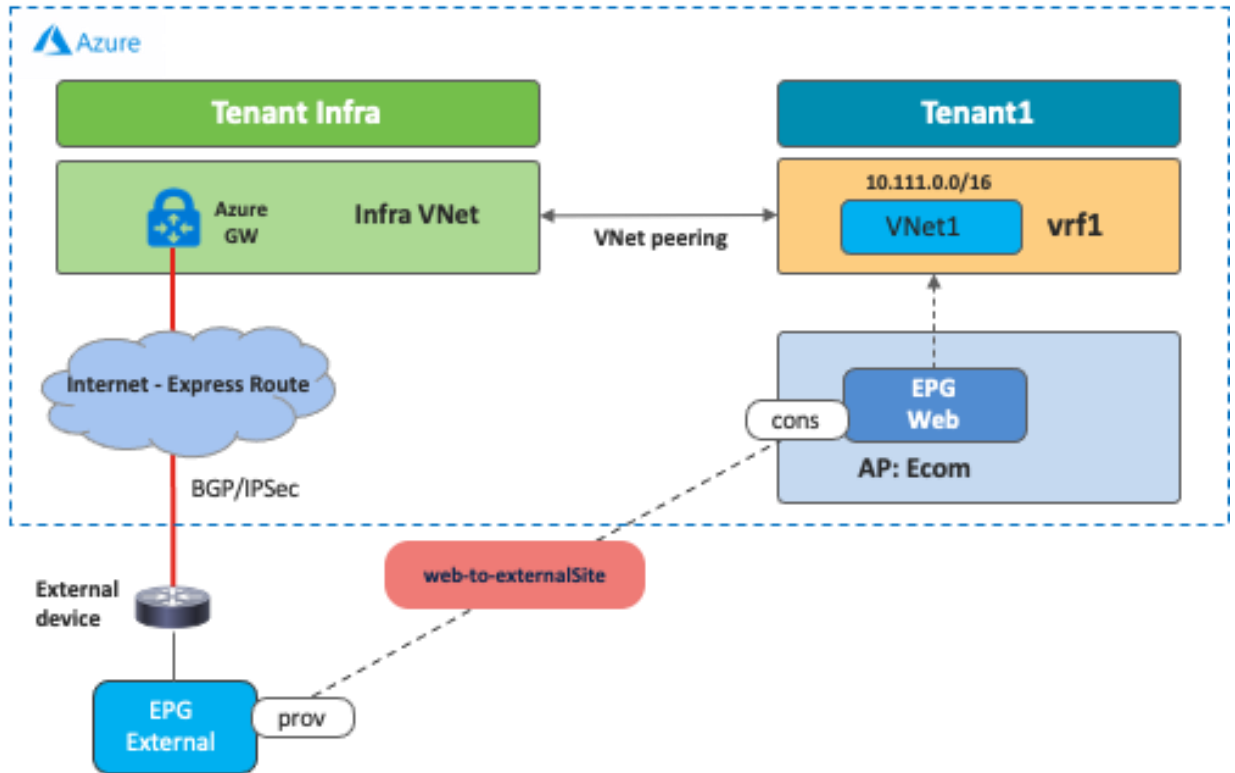 Azure
Tenant Infra
Tenant1
Azure
GW
Infra VNet
VNet peering
10.111.0.0/16
VNet1
vrf1
Internet - Express Route
EPG
Web
cons
AP: Ecom
BGP/IPSec
web-to-externalSite
External
device
EPG
External
prov